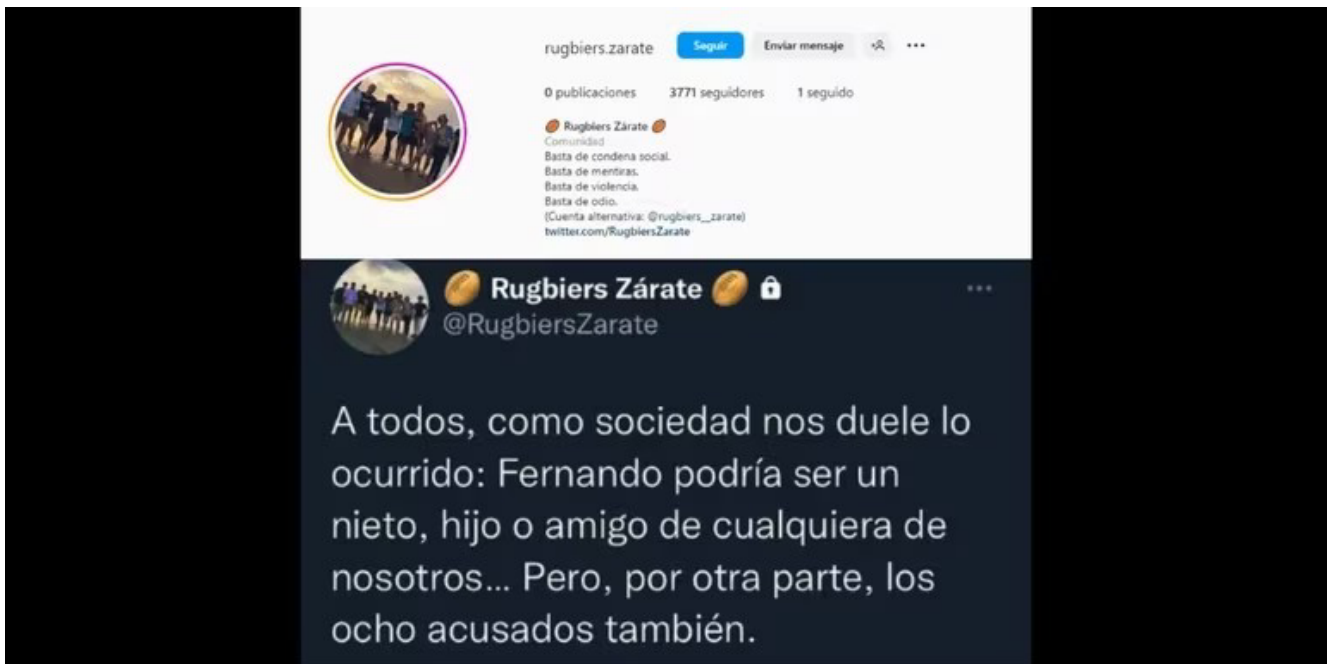 rugbiers.zarate Seguir Enviar mensaje
0 publicaciones 3771 seguidores 1 seguido
🏉 Rugbiers Zárate 🏉
Comunidad
Basta de condena social.
Basta de mentiras.
Basta de violencia.
Basta de odio.
(Cuenta alternativa: @rugbiers__zarate)
twitter.com/RugbiersZarate
🏉 Rugbiers Zárate 🏉 🔒
@RugbiersZarate
A todos, como sociedad nos duele lo
ocurrido: Fernando podría ser un
nieto, hijo o amigo de cualquiera de
nosotros... Pero, por otra parte, los
ocho acusados también.